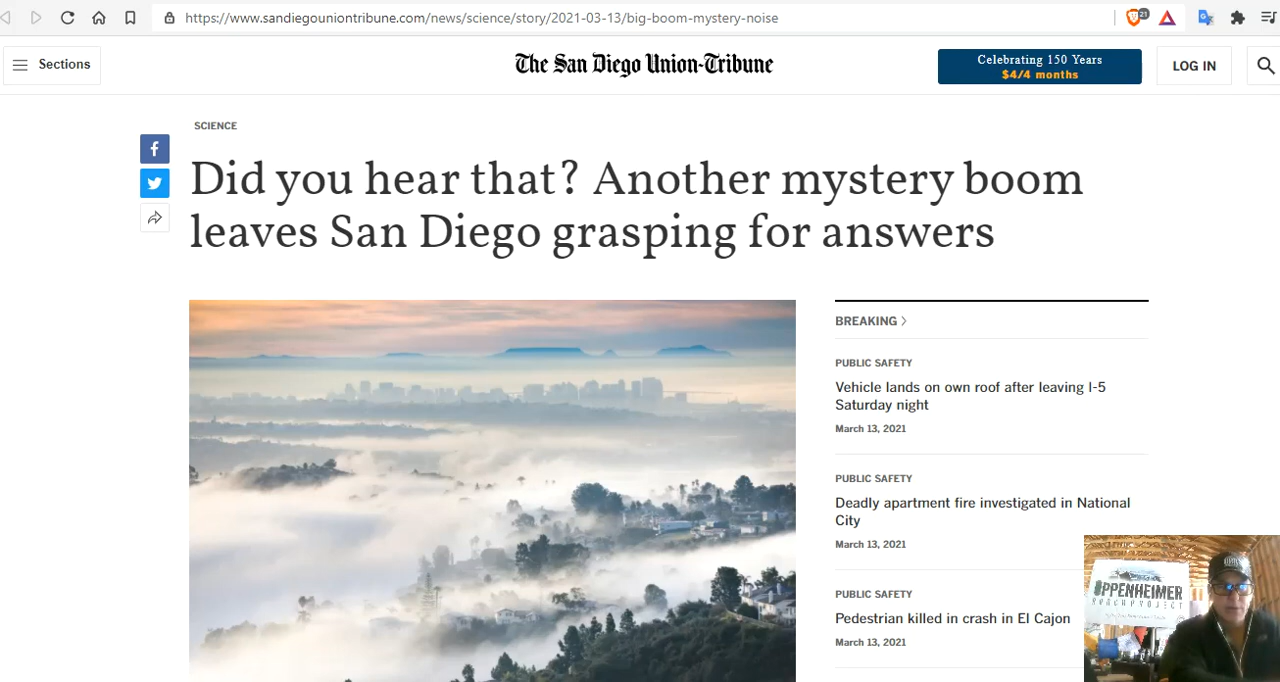 https://www.sandiegouniontribune.com/news/science/story/2021-03-13/big-boom-mystery-noise
21
Sections
The San Diego Union-Tribune
Celebrating 150 Years
$4/4 months
LOG IN
SCIENCE
Did you hear that? Another mystery boom
leaves San Diego grasping for answers
BREAKING
PUBLIC SAFETY
Vehicle lands on own roof after leaving I-5
Saturday night
March 13, 2021
PUBLIC SAFETY
Deadly apartment fire investigated in National
City
March 13, 2021
PUBLIC SAFETY
Pedestrian killed in crash in El Cajon
March 13, 2021
OPPENHEIMER
RANCH PROJECT